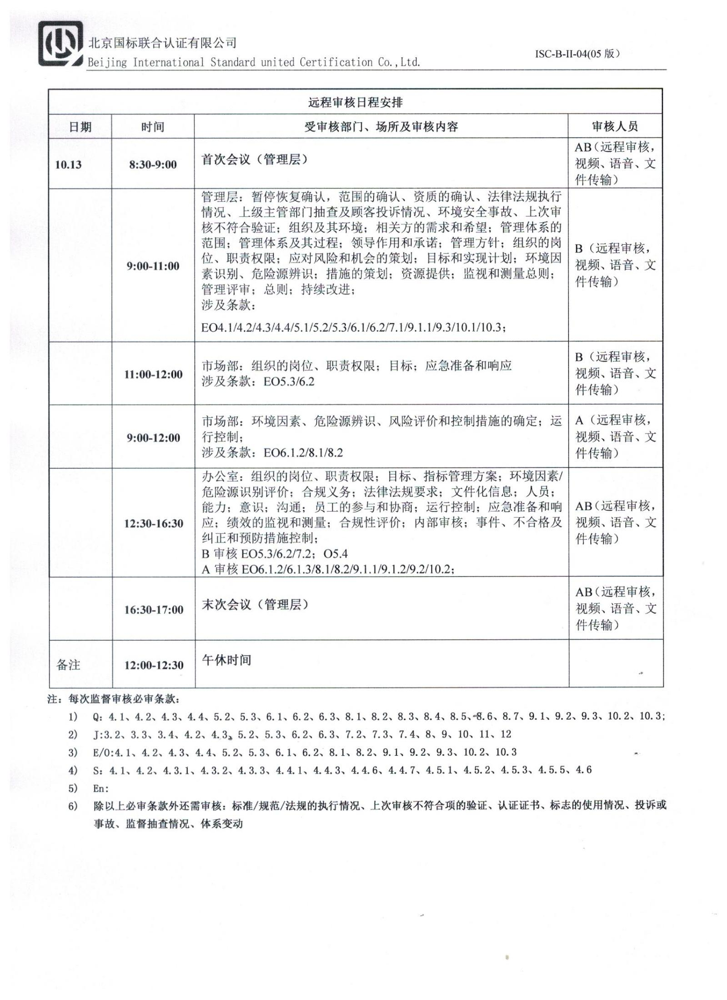 北京国标联合认证有限公司
Beijing International Standard united Certification Co.,Ltd.
ISC-B-II-04(05 版)
远程审核日程安排
日期 时间 受审核部门、场所及审核内容 审核人员
10.13 8:30-9:00 首次会议（管理层）
AB（远程审核，
视频、语音、文
件传输）
9:00-11:00
管理层：暂停恢复确认，范围的确认、资质的确认、法律法规执行
情况、上级主管部门抽查及顾客投诉情况、环境安全事故、上次审
核不符合验证；组织及其环境；相关方的需求和希望；管理体系的
范围；管理体系及其过程；领导作用和承诺；管理方针；组织的岗
位、职责权限；应对风险和机会的策划；目标和实现计划；环境因
素识别、危险源辨识；措施的策划；资源提供；监视和测量总则；
管理评审；总则；持续改进；
涉及条款：
EO4.1/4.2/4.3/4.4/5.1/5.2/5.3/6.1/6.2/7.1/9.1.1/9.3/10.1/10.3；
B（远程审核，
视频、语音、文
件传输）
11:00-12:00
市场部：组织的岗位、职责权限；目标；应急准备和响应
涉及条款：EO5.3/6.2
B（远程审核，
视频、语音、文
件传输）
9:00-12:00
市场部：环境因素、危险源辨识、风险评价和控制措施的确定；运
行控制；
涉及条款：EO6.1.2/8.1/8.2
A（远程审核，
视频、语音、文
件传输）
12:30-16:30
办公室：组织的岗位、职责权限；目标、指标管理方案；环境因素/
危险源识别评价；合规义务；法律法规要求；文件化信息；人员；
能力；意识；沟通；员工的参与和协商；运行控制；应急准备和响
应；绩效的监视和测量；合规性评价；内部审核；事件、不合格及
纠正和预防措施控制；
B 审核 EO5.3/6.2/7.2；O5.4
A 审核 EO6.1.2/6.1.3/8.1/8.2/9.1.1/9.1.2/9.2/10.2；
AB（远程审核，
视频、语音、文
件传输）
16:30-17:00 末次会议（管理层）
AB（远程审核，
视频、语音、文
件传输）
备注 12:00-12:30 午休时间
注：每次监督审核必审条款：
1) Q：4.1、4.2、4.3、4.4、5.2、5.3、6.1、6.2、6.3、8.1、8.2、8.3、8.4、8.5、8.6、8.7、9.1、9.2、9.3、10.2、10.3；
2) J:3.2、3.3、3.4、4.2、4.3、5.2、5.3、6.2、6.3、7.2、7.3、7.4、8、9、10、11、12
3) E/O:4.1、4.2、4.3、4.4、5.2、5.3、6.1、6.2、8.1、8.2、9.1、9.2、9.3、10.2、10.3
4) S：4.1、4.2、4.3.1、4.3.2、4.3.3、4.4.1、4.4.3、4.4.6、4.4.7、4.5.1、4.5.2、4.5.3、4.5.5、4.6
5) En:
6) 除以上必审条款外还需审核：标准/规范/法规的执行情况、上次审核不符合项的验证、认证证书、标志的使用情况、投诉或
事故、监督抽查情况、体系变动